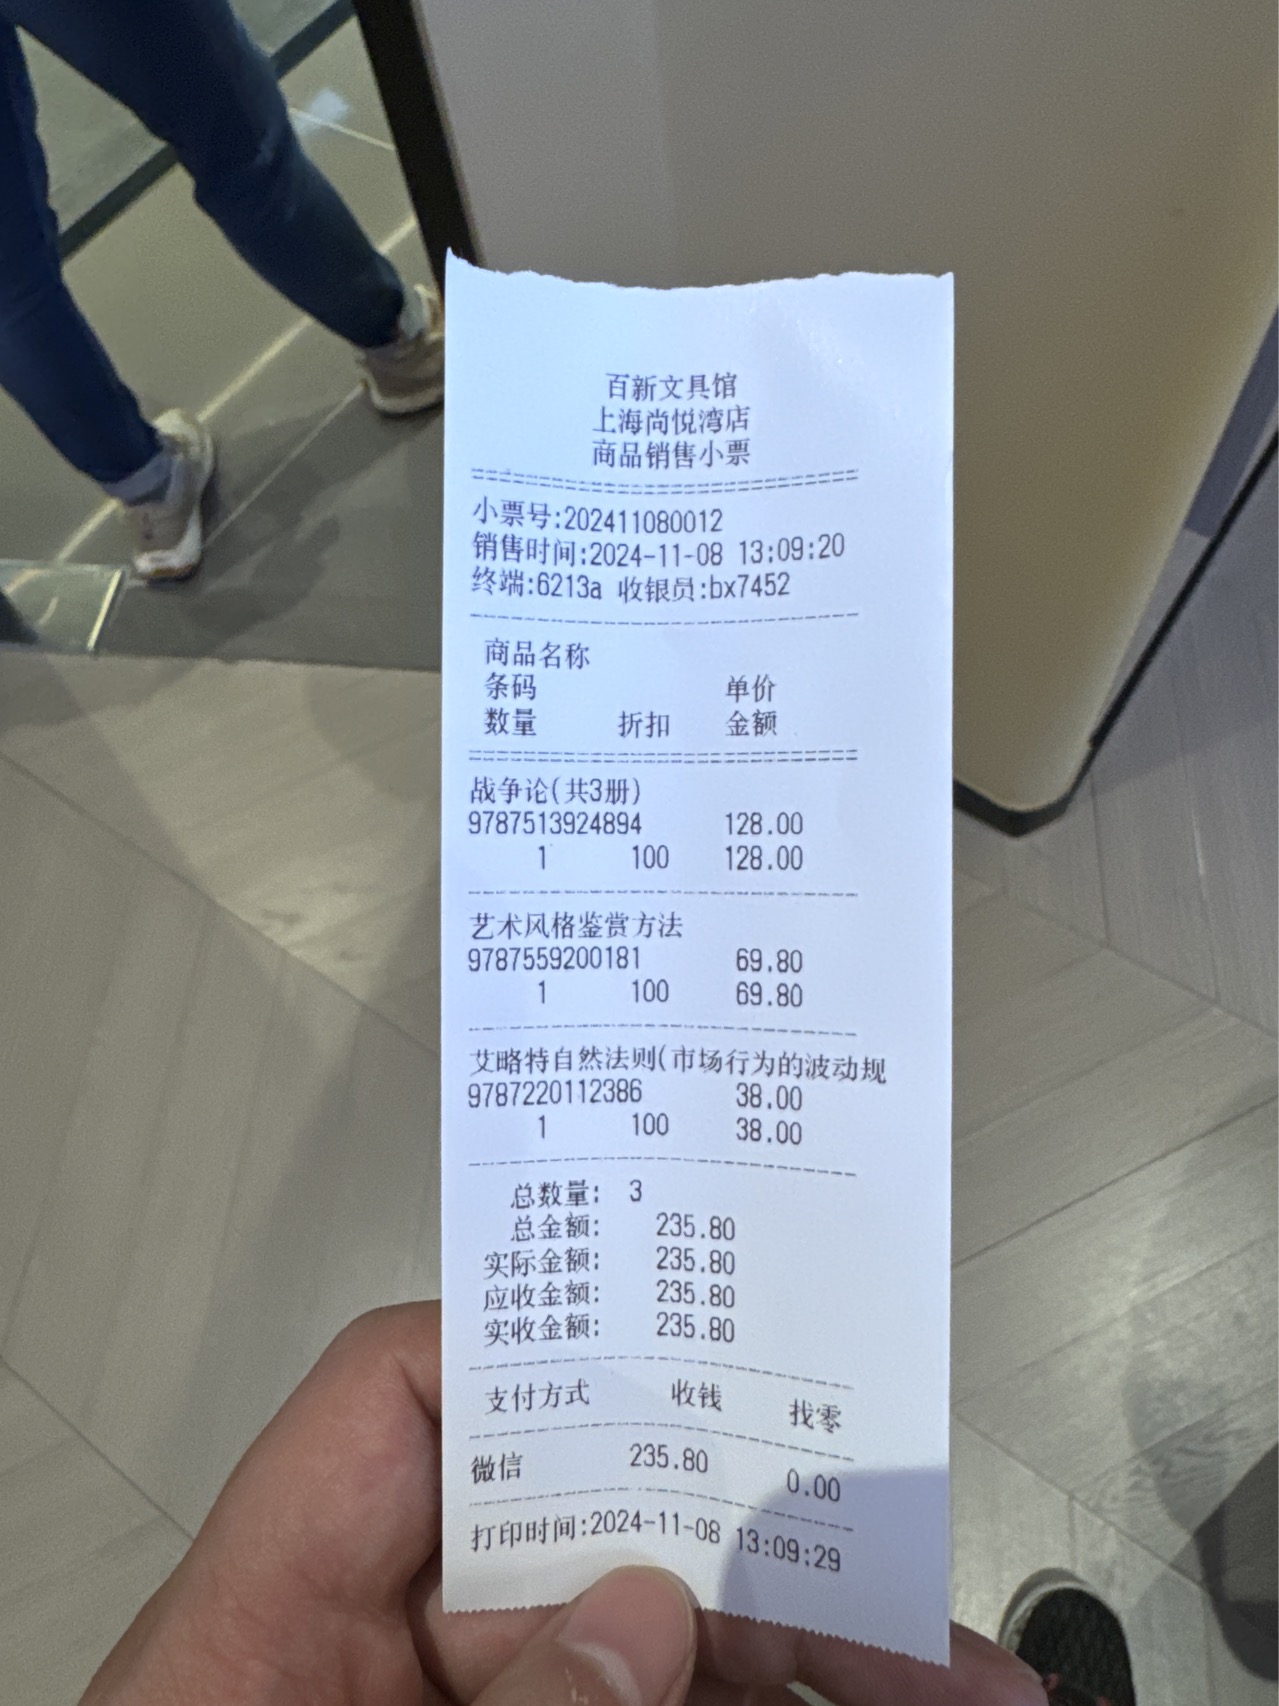 百新文具馆
上海尚悦湾店
商品销售小票
小票号:202411080012
销售时间:2024-11-08 13:09:20
终端:6213a 收银员:bx7452
商品名称
条码 单价
数量 折扣 金额
战争论(共3册)
9787513924894 128.00
1 100 128.00
艺术风格鉴赏方法
9787559200181 69.80
1 100 69.80
艾略特自然法则(市场行为的波动规
9787220112386 38.00
1 100 38.00
总数量: 3
总金额: 235.80
实际金额: 235.80
应收金额: 235.80
实收金额: 235.80
支付方式 收钱 找零
微信 235.80 0.00
打印时间:2024-11-08 13:09:29